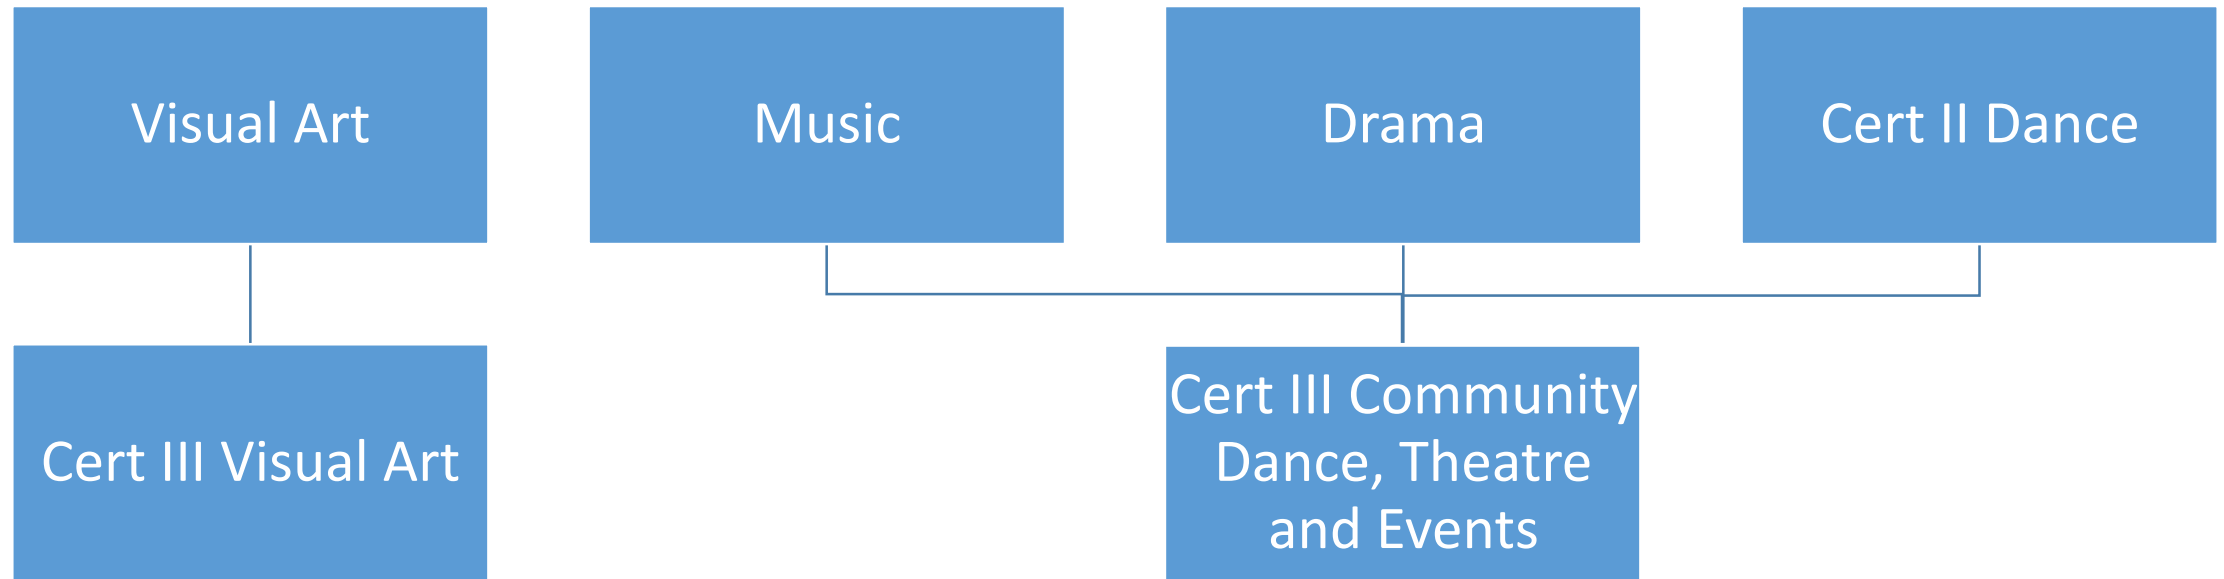 Visual Art
Music
Drama
Cert II Dance
Cert III Visual Art
Cert III Community
Dance, Theatre
and Events